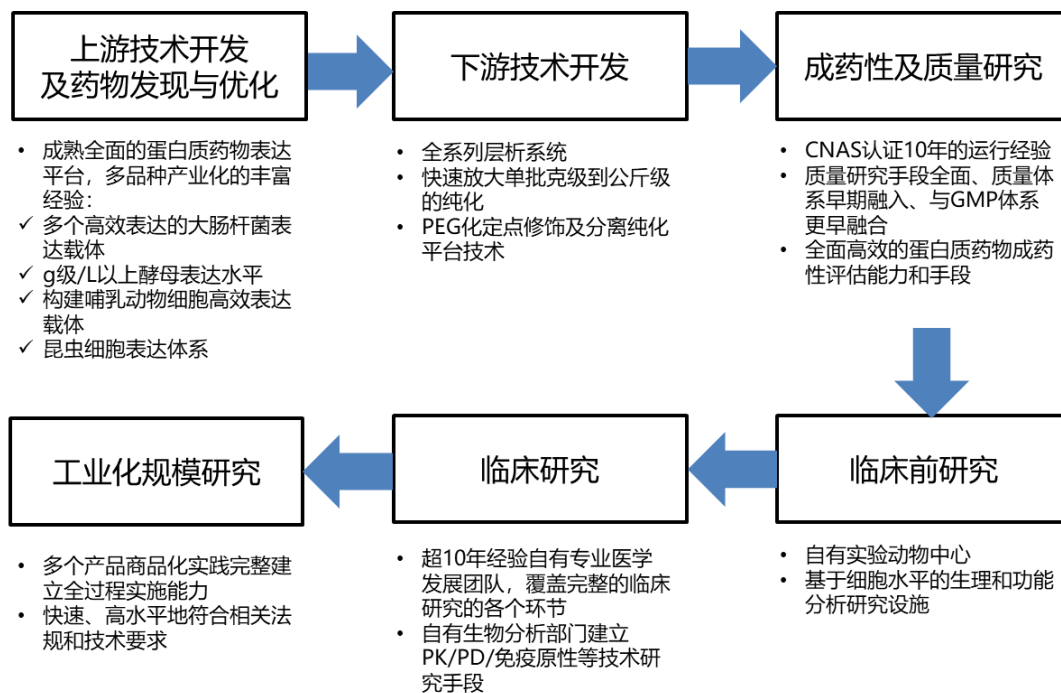 上游技术开发
及药物发现与优化
• 成熟全面的蛋白质药物表达
平台，多品种产业化的丰富
经验：
✓ 多个高效表达的大肠杆菌表
达载体
✓ g级/L以上酵母表达水平
✓ 构建哺乳动物细胞高效表达
载体
✓ 昆虫细胞表达体系
下游技术开发
• 全系列层析系统
• 快速放大单批克级到公斤级
的纯化
• PEG化定点修饰及分离纯化
平台技术
成药性及质量研究
• CNAS认证10年的运行经验
• 质量研究手段全面、质量体
系早期融入、与GMP体系
更早融合
• 全面高效的蛋白质药物成药
性评估能力和手段
临床前研究
• 自有实验动物中心
• 基于细胞水平的生理和功能
分析研究设施
临床研究
• 超10年经验自有专业医学
发展团队，覆盖完整的临床
研究的各个环节
• 自有生物分析部门建立
PK/PD/免疫原性等技术研
究手段
工业化规模研究
• 多个产品商品化实践完整建
立全过程实施能力
• 快速、高水平地符合相关法
规和技术要求